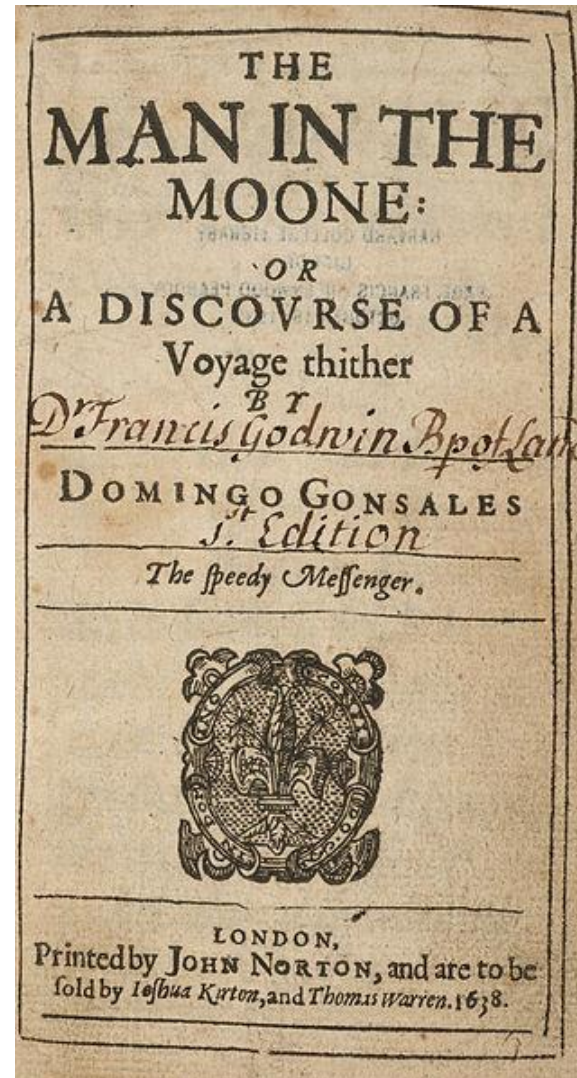 THE
MAN IN THE
MOONE:
OR
A DISCOVRSE OF A
Voyage thither
BY
Dr. Francis Godwin Bp of Land
DOMINGO GONSALES
1st. Edition
The ſpeedy Meſſenger.
LONDON,
Printed by JOHN NORTON, and are to be
ſold by Ioſhua Kirton, and Thomas Warren. 1638.